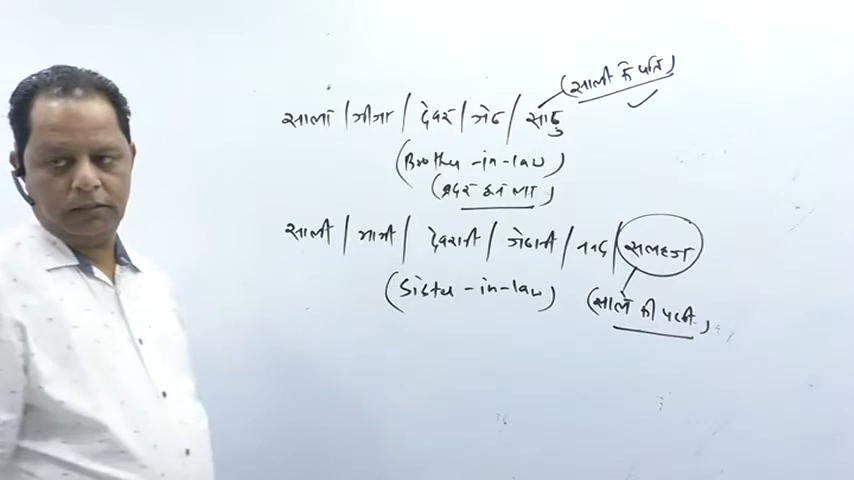 (साली के पति)
साला / जीजा / देवर / जेठ / साढु
(Brother-in-law)
(ब्रदर इन ला)
साली / भाभी / देवरानी / जेठानी / ननद / सलहज
(Sister-in-law)
(साले की पत्नी)